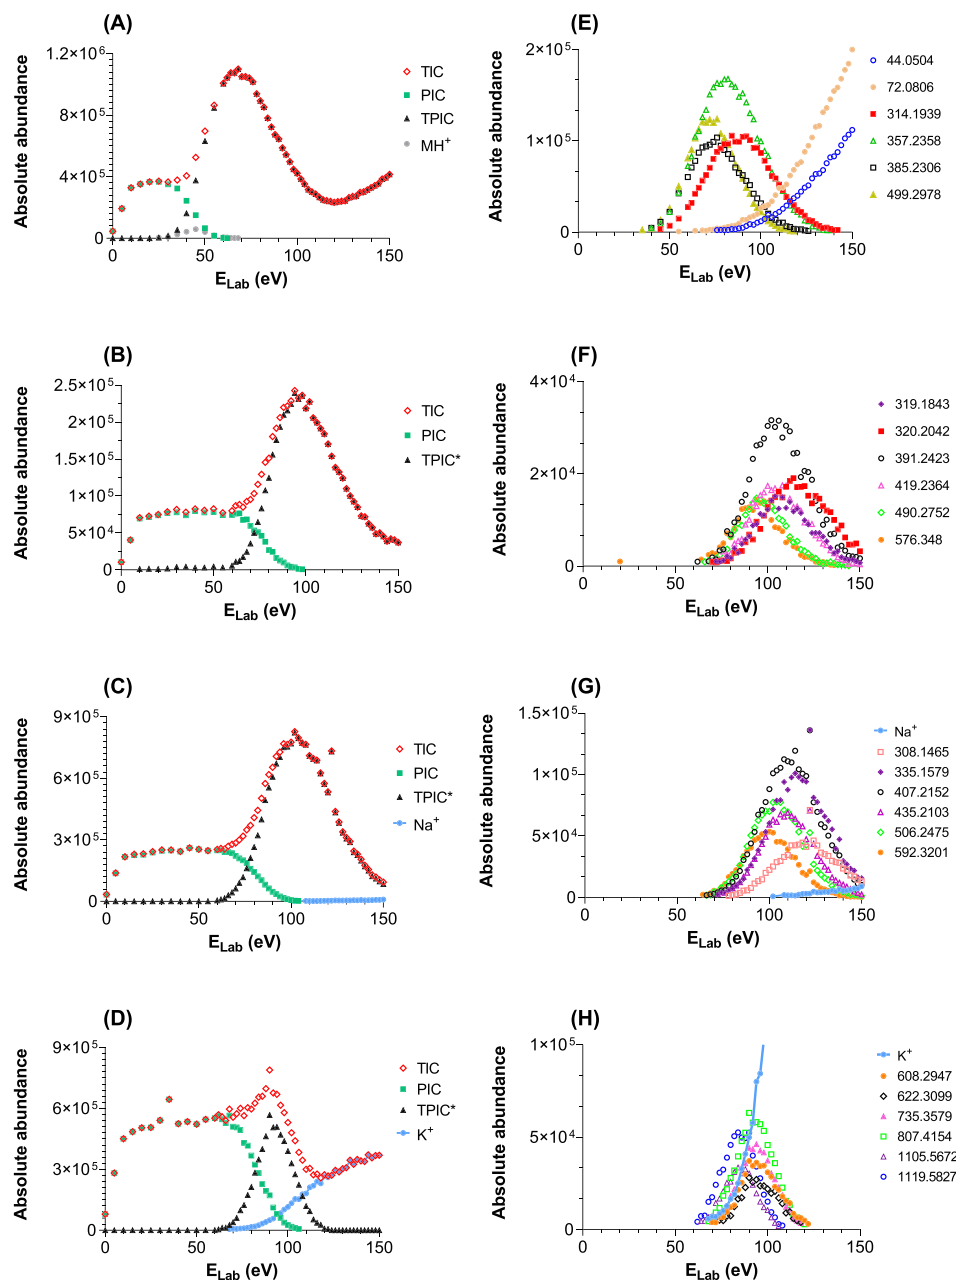 (A)
Absolute abundance
1.2×10⁶
8×10⁵
4×10⁵
0
0 50 100 150
E_Lab (eV)
TIC
PIC
TPIC
MH⁺
(E)
Absolute abundance
2×10⁵
1×10⁵
0
0 50 100 150
E_Lab (eV)
44.0504
72.0806
314.1939
357.2358
385.2306
499.2978
(B)
Absolute abundance
2.5×10⁵
2×10⁵
1.5×10⁵
1×10⁵
5×10⁴
0
0 50 100 150
E_Lab (eV)
TIC
PIC
TPIC*
(F)
Absolute abundance
4×10⁴
2×10⁴
0
0 50 100 150
E_Lab (eV)
319.1843
320.2042
391.2423
419.2364
490.2752
576.348
(C)
Absolute abundance
9×10⁵
6×10⁵
3×10⁵
0
0 50 100 150
E_Lab (eV)
TIC
PIC
TPIC*
Na⁺
(G)
Absolute abundance
1.5×10⁵
1×10⁵
5×10⁴
0
0 50 100 150
E_Lab (eV)
Na⁺
308.1465
335.1579
407.2152
435.2103
506.2475
592.3201
(D)
Absolute abundance
9×10⁵
6×10⁵
3×10⁵
0
0 50 100 150
E_Lab (eV)
TIC
PIC
TPIC*
K⁺
(H)
Absolute abundance
1×10⁵
5×10⁴
0
0 50 100 150
E_Lab (eV)
K⁺
608.2947
622.3099
735.3579
807.4154
1105.5672
1119.5827